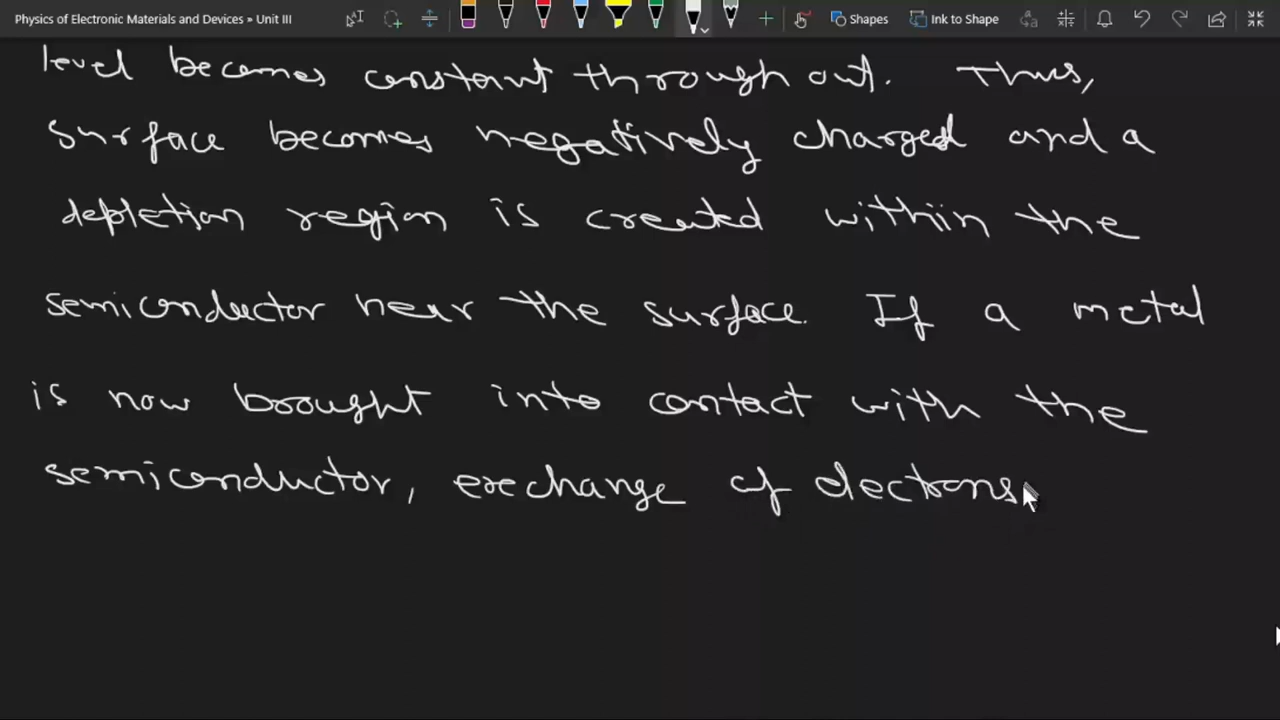 Physics of Electronic Materials and Devices » Unit III
Shapes
Ink to Shape
level becomes constant throughout. Thus,
surface becomes negatively charged and a
depletion region is created within the
semiconductor near the surface. If a metal
is now brought into contact with the
semiconductor, exchange of electrons